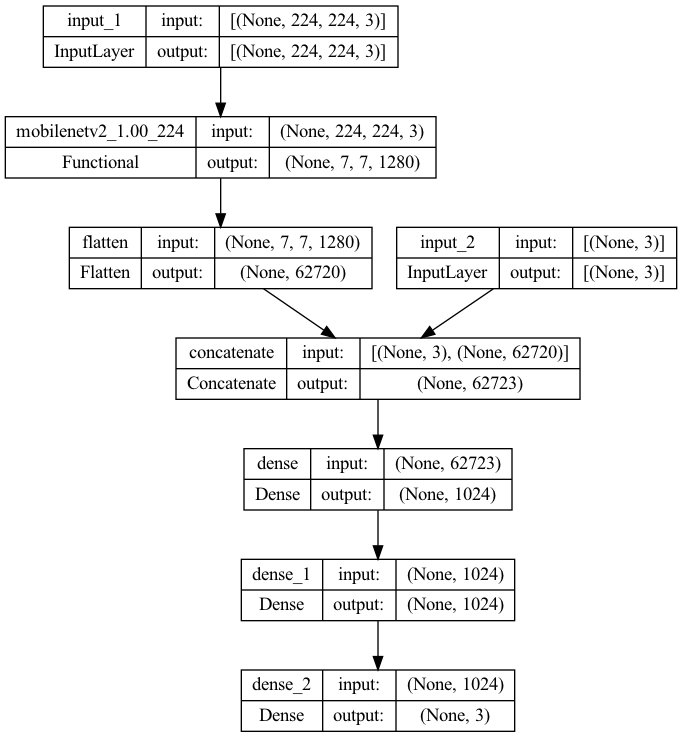 input_1 input: [(None, 224, 224, 3)]
InputLayer output: [(None, 224, 224, 3)]
mobilenetv2_1.00_224 input: (None, 224, 224, 3)
Functional output: (None, 7, 7, 1280)
flatten input: (None, 7, 7, 1280)
Flatten output: (None, 62720)
input_2 input: [(None, 3)]
InputLayer output: [(None, 3)]
concatenate input: [(None, 3), (None, 62720)]
Concatenate output: (None, 62723)
dense input: (None, 62723)
Dense output: (None, 1024)
dense_1 input: (None, 1024)
Dense output: (None, 1024)
dense_2 input: (None, 1024)
Dense output: (None, 3)